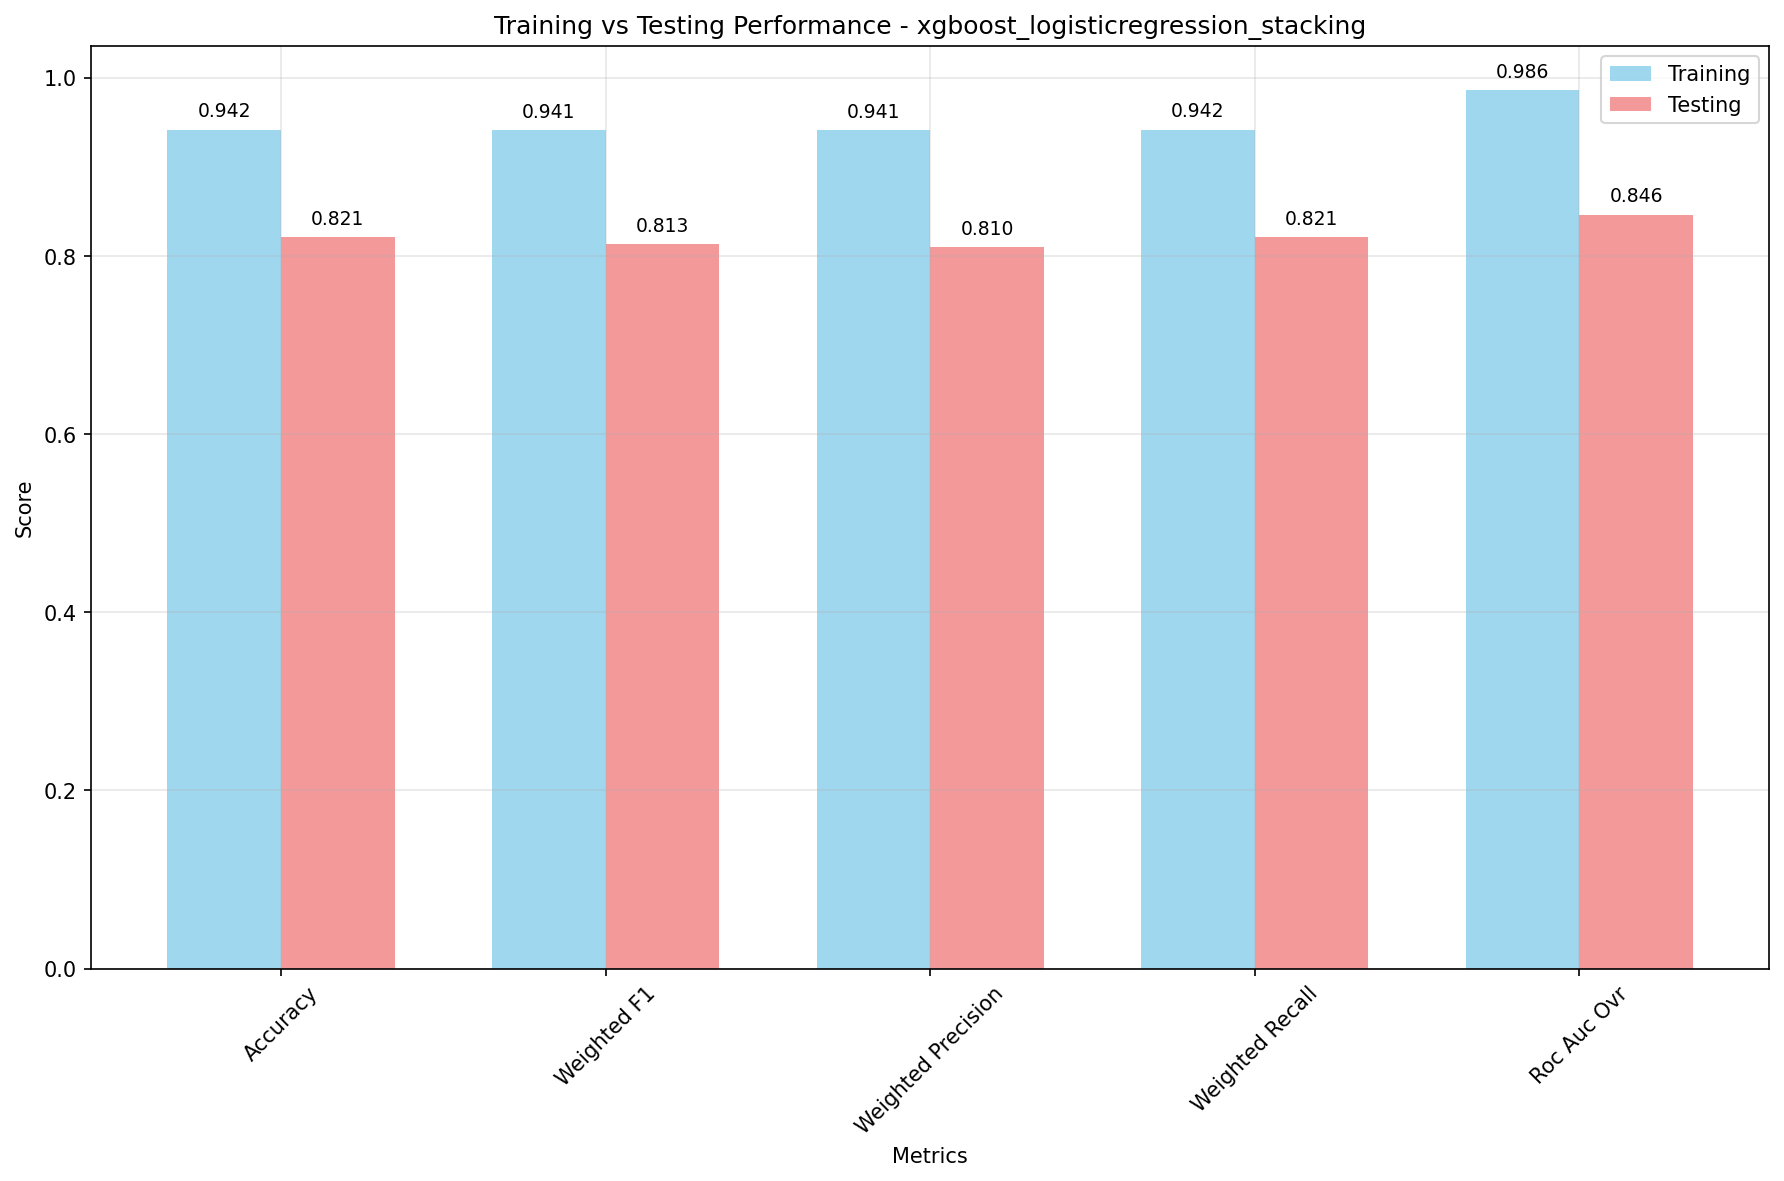 Training vs Testing Performance - xgboost_logisticregression_stacking
Training
Testing
0.942
0.821
0.941
0.813
0.941
0.810
0.942
0.821
0.986
0.846
1.0
0.8
0.6
0.4
0.2
0.0
Score
Accuracy
Weighted F1
Weighted Precision
Weighted Recall
Roc Auc Ovr
Metrics